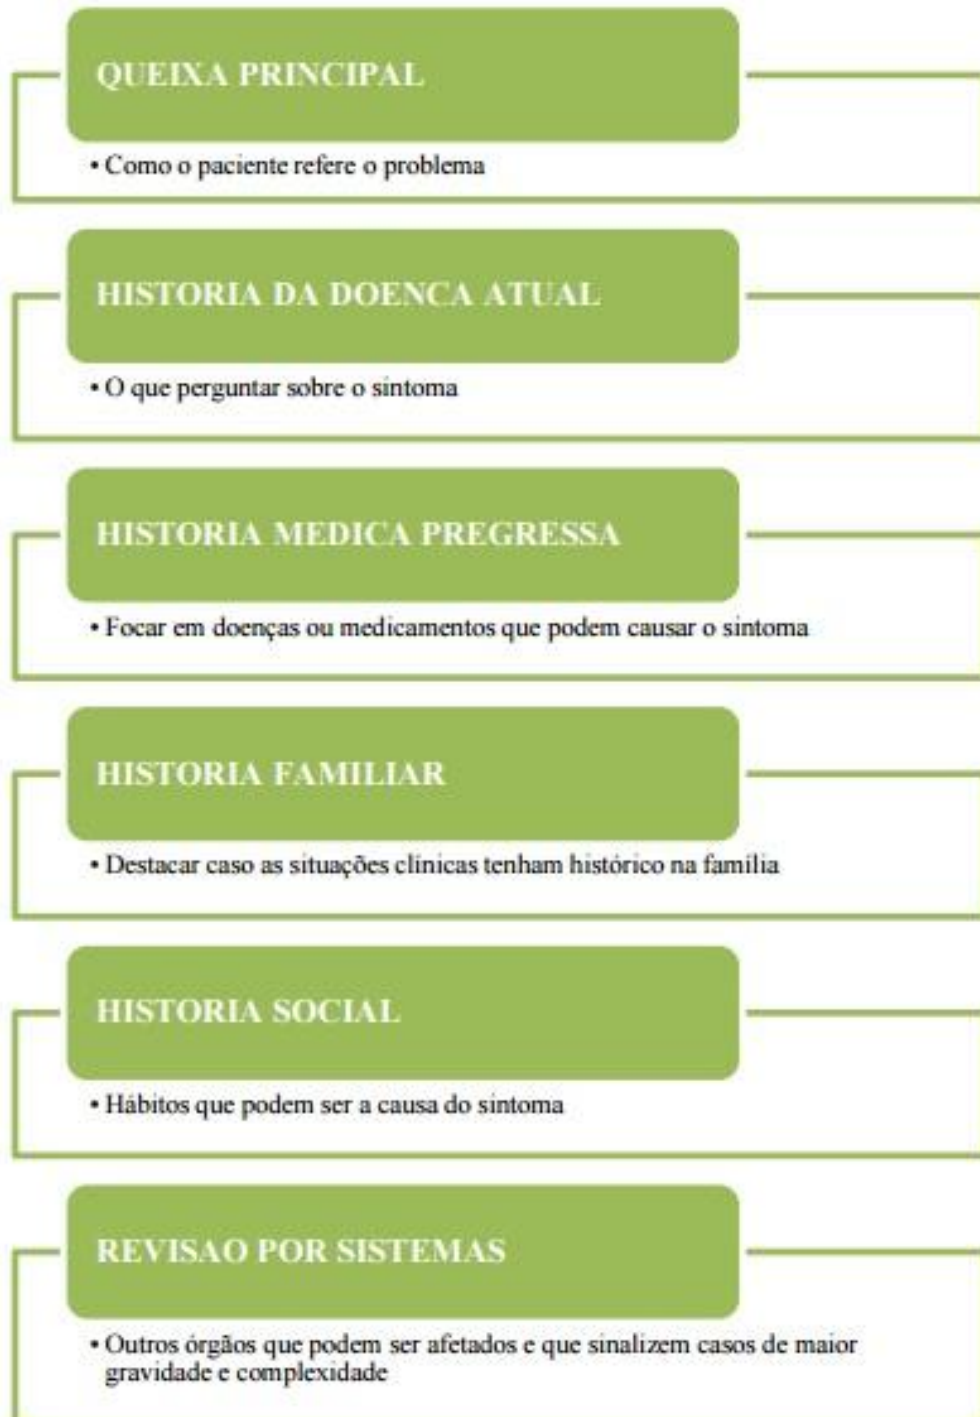 QUEIXA PRINCIPAL
• Como o paciente refere o problema
HISTORIA DA DOENCA ATUAL
• O que perguntar sobre o sintoma
HISTORIA MEDICA PREGRESSA
• Focar em doenças ou medicamentos que podem causar o sintoma
HISTORIA FAMILIAR
• Destacar caso as situações clínicas tenham histórico na família
HISTORIA SOCIAL
• Hábitos que podem ser a causa do sintoma
REVISAO POR SISTEMAS
• Outros órgãos que podem ser afetados e que sinalizem casos de maior
gravidade e complexidade